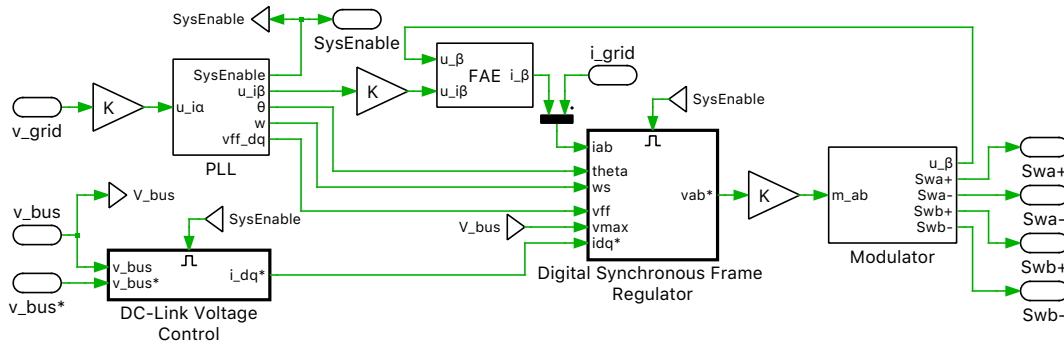 SysEnable
SysEnable
i_grid
u_β
FAE
i_β
u_iβ
K
v_grid
K
u_iα
SysEnable
u_iβ
θ
w
vff_dq
PLL
SysEnable
iab
theta
ws
vff
vmax
idq*
vab*
Digital Synchronous Frame
Regulator
K
m_ab
u_β
Swa+
Swa-
Swb+
Swb-
Modulator
Swa+
Swa-
Swb+
Swb-
v_bus
V_bus
SysEnable
V_bus
v_bus*
v_bus
v_bus*
i_dq*
DC-Link Voltage
Control